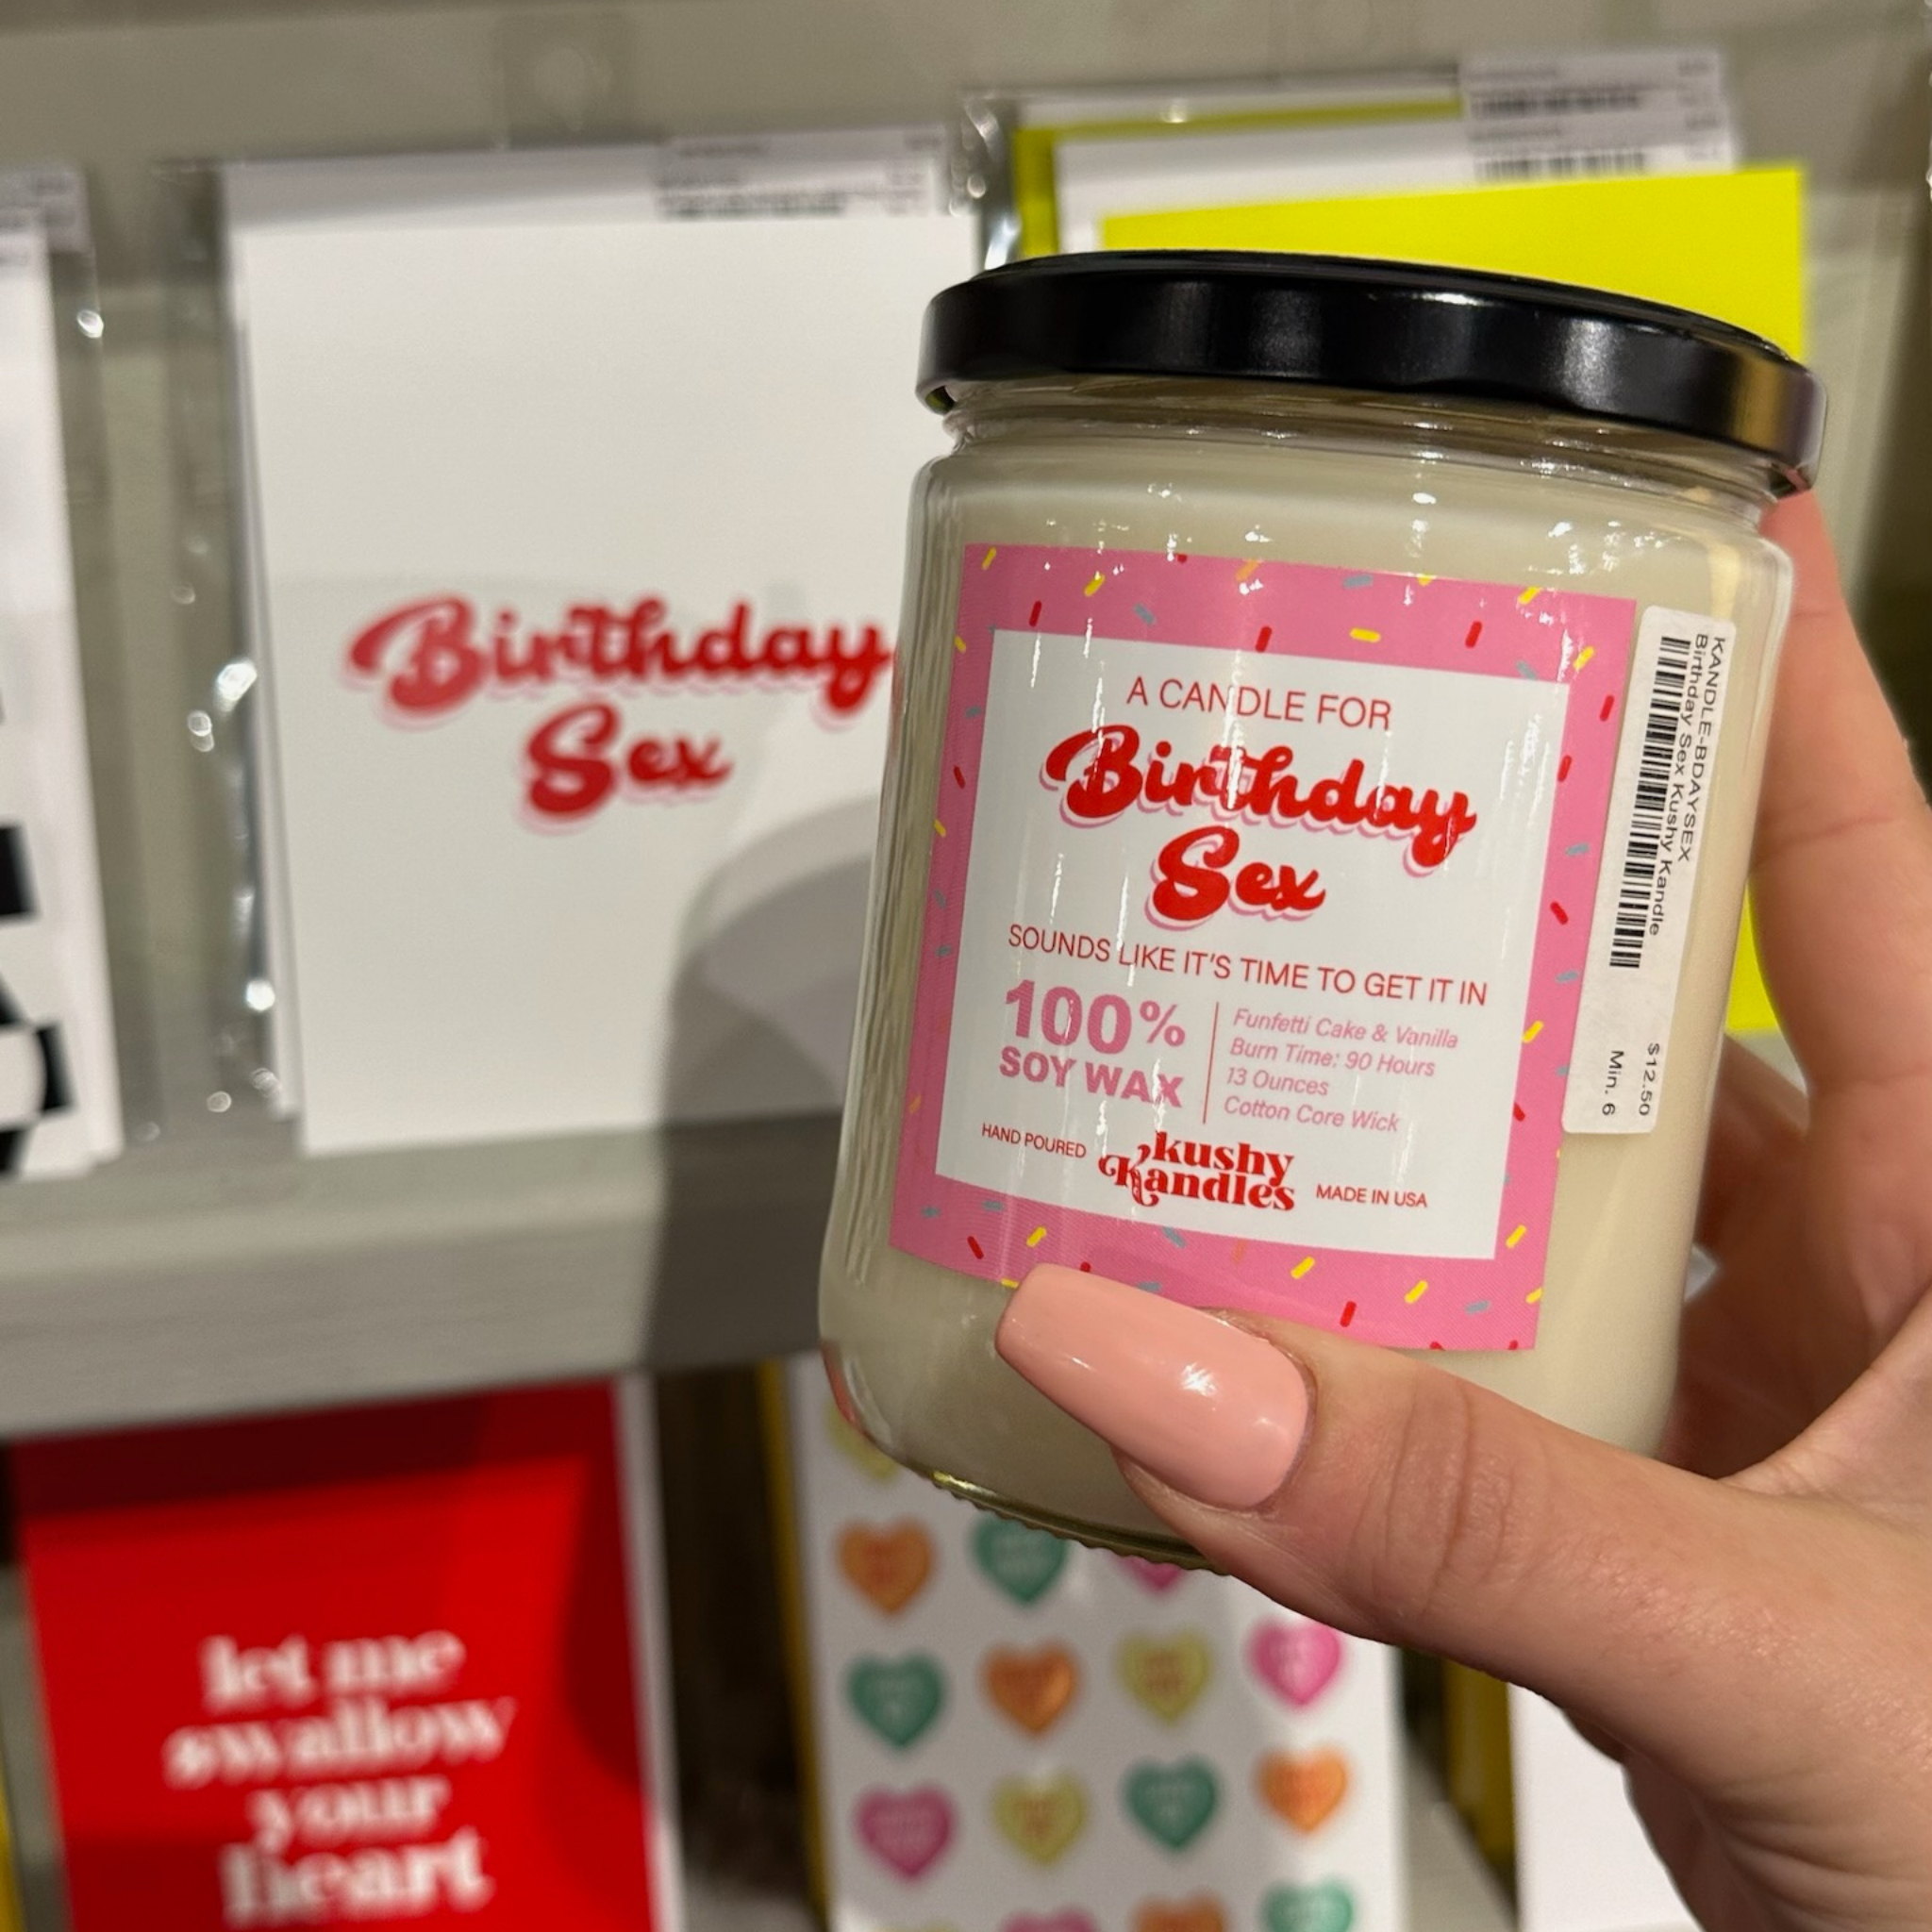 Birthday
Sex
A CANDLE FOR
Birthday
Sex
SOUNDS LIKE IT'S TIME TO GET IT IN
100%
SOY WAX
Funfetti Cake & Vanilla
Burn Time: 90 Hours
13 Ounces
Cotton Core Wick
HAND POURED
kushy
Kandles
MADE IN USA
KANDLE-BDAYSEX
Birthday Sex Kushy Kandle
$12.50
Min. 6
let me
swallow
your
heart